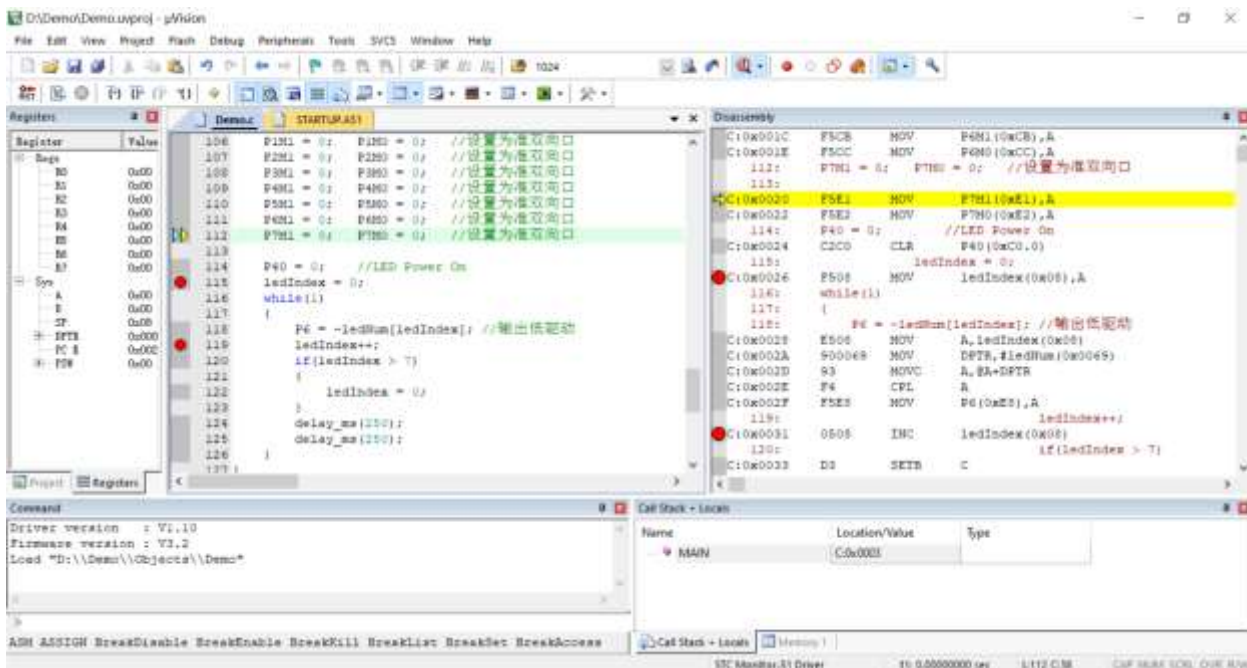 D:\Demo\Demo.uvproj - µVision
File Edit View Project Flash Debug Peripherals Tools SVCS Window Help
1024
Registers
Register Value
Regs
R0 0x00
R1 0x00
R2 0x00
R3 0x00
R4 0x00
R5 0x00
R6 0x00
R7 0x00
Sys
A 0x00
B 0x00
SP 0x08
DPTR 0x000
PC $ 0x002
PSW 0x00
Project Registers
Demo.c STARTUP.A51
106 P1M1 = 0; P1M0 = 0; //设置为准双向口
107 P2M1 = 0; P2M0 = 0; //设置为准双向口
108 P3M1 = 0; P3M0 = 0; //设置为准双向口
109 P4M1 = 0; P4M0 = 0; //设置为准双向口
110 P5M1 = 0; P5M0 = 0; //设置为准双向口
111 P6M1 = 0; P6M0 = 0; //设置为准双向口
112 P7M1 = 0; P7M0 = 0; //设置为准双向口
113
114 P40 = 0; //LED Power On
115 ledIndex = 0;
116 while(1)
117 {
118 P6 = ~ledNum[ledIndex]; //输出低驱动
119 ledIndex++;
120 if(ledIndex > 7)
121 {
122 ledIndex = 0;
123 }
124 delay_ms(250);
125 delay_ms(250);
126 }
127 }
Disassembly
C:0x001C F5CB MOV P6M1(0xCB),A
C:0x001E F5CC MOV P6M0(0xCC),A
112: P7M1 = 0; P7M0 = 0; //设置为准双向口
113:
C:0x0020 F5E1 MOV P7M1(0xE1),A
C:0x0022 F5E2 MOV P7M0(0xE2),A
114: P40 = 0; //LED Power On
C:0x0024 C2C0 CLR P40(0xC0.0)
115: ledIndex = 0;
C:0x0026 F508 MOV ledIndex(0x08),A
116: while(1)
117: {
118: P6 = ~ledNum[ledIndex]; //输出低驱动
C:0x0028 E508 MOV A,ledIndex(0x08)
C:0x002A 900069 MOV DPTR,#ledNum(0x0069)
C:0x002D 93 MOVC A,@A+DPTR
C:0x002E F4 CPL A
C:0x002F F5E8 MOV P6(0xE8),A
119: ledIndex++;
C:0x0031 0508 INC ledIndex(0x08)
120: if(ledIndex > 7)
C:0x0033 D3 SETB C
Command
Driver version : V1.10
Firmware version : V3.2
Load "D:\\Demo\\Objects\\Demo"
>
ASM ASSIGN BreakDisable BreakEnable BreakKill BreakList BreakSet BreakAccess
Call Stack + Locals
Name Location/Value Type
MAIN C:0x0003
Call Stack + Locals Memory 1
STC Monitor-51 Driver t1: 0.00000000 sec L:112 C:58 CAP NUM SCRL OVR R/W